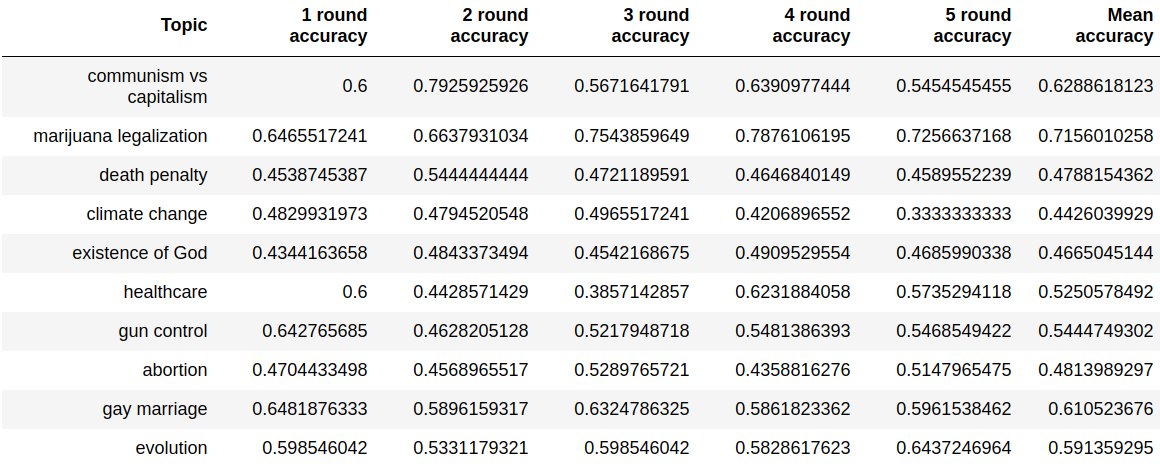 Topic 1 round accuracy 2 round accuracy 3 round accuracy 4 round accuracy 5 round accuracy Mean accuracy
communism vs capitalism 0.6 0.7925925926 0.5671641791 0.6390977444 0.5454545455 0.6288618123
marijuana legalization 0.6465517241 0.6637931034 0.7543859649 0.7876106195 0.7256637168 0.7156010258
death penalty 0.4538745387 0.5444444444 0.4721189591 0.4646840149 0.4589552239 0.4788154362
climate change 0.4829931973 0.4794520548 0.4965517241 0.4206896552 0.3333333333 0.4426039929
existence of God 0.4344163658 0.4843373494 0.4542168675 0.4909529554 0.4685990338 0.4665045144
healthcare 0.6 0.4428571429 0.3857142857 0.6231884058 0.5735294118 0.5250578492
gun control 0.642765685 0.4628205128 0.5217948718 0.5481386393 0.5468549422 0.5444749302
abortion 0.4704433498 0.4568965517 0.5289765721 0.4358816276 0.5147965475 0.4813989297
gay marriage 0.6481876333 0.5896159317 0.6324786325 0.5861823362 0.5961538462 0.610523676
evolution 0.598546042 0.5331179321 0.598546042 0.5828617623 0.6437246964 0.591359295